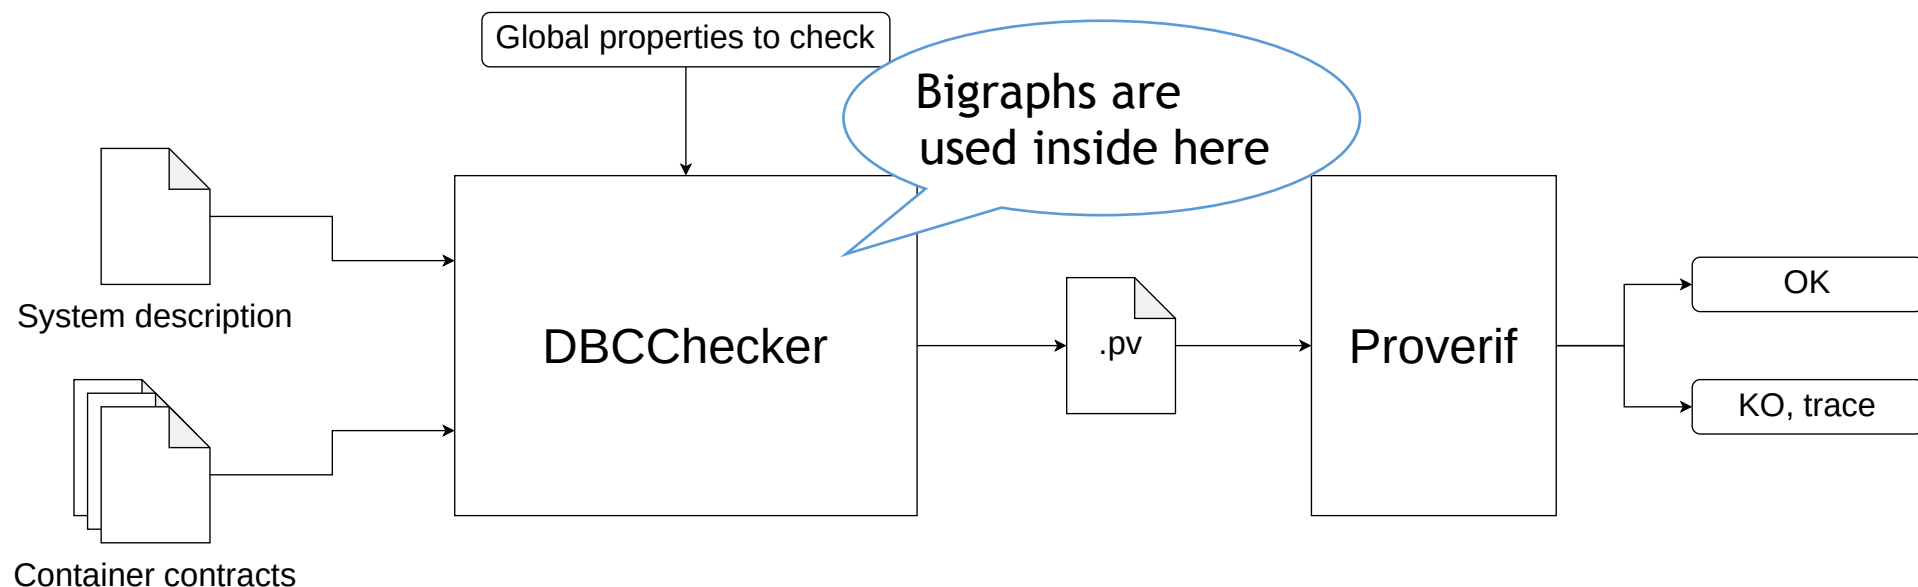 Global properties to check
Bigraphs are
used inside here
System description
DBCChecker
.pv
Proverif
OK
KO, trace
Container contracts